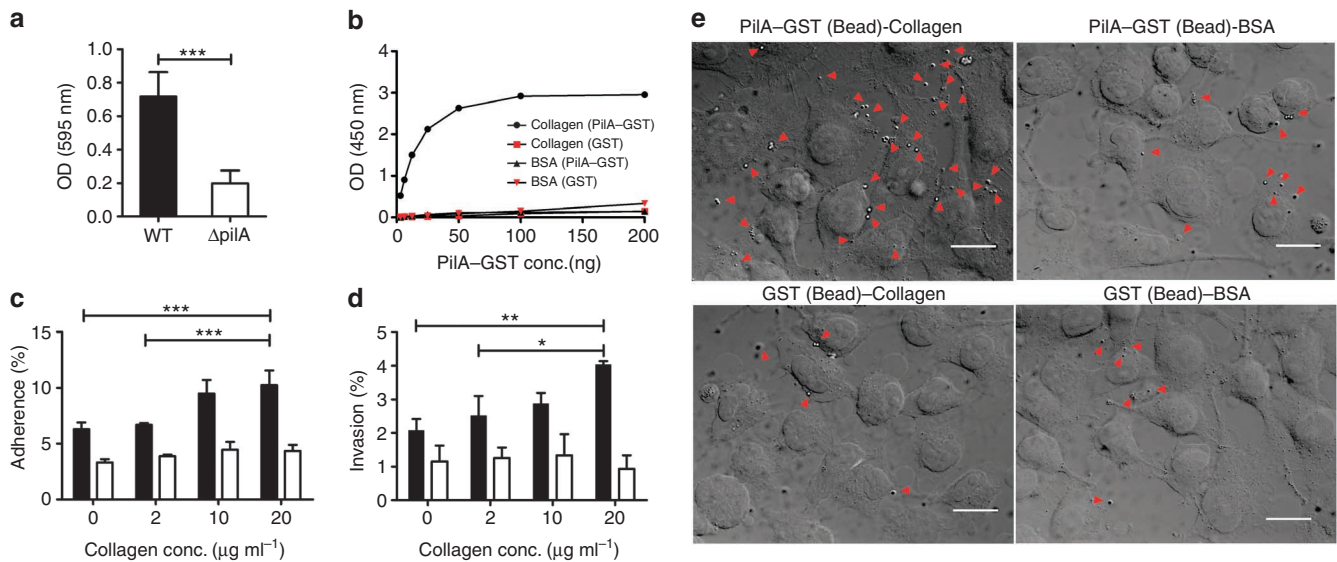 a
1.0
0.8
0.6
0.4
0.2
0.0
OD (595 nm)
***
WT
ΔpilA
b
4
3
2
1
0
OD (450 nm)
Collagen (PilA–GST)
Collagen (GST)
BSA (PilA–GST)
BSA (GST)
0
50
100
200
PilA–GST conc.(ng)
c
15
10
5
0
Adherence (%)
***
***
0
2
10
20
Collagen conc. (μg ml⁻¹)
d
5
4
3
2
1
0
Invasion (%)
**
*
0
2
10
20
Collagen conc. (μg ml⁻¹)
e
PilA–GST (Bead)-Collagen
PilA–GST (Bead)-BSA
GST (Bead)–Collagen
GST (Bead)–BSA